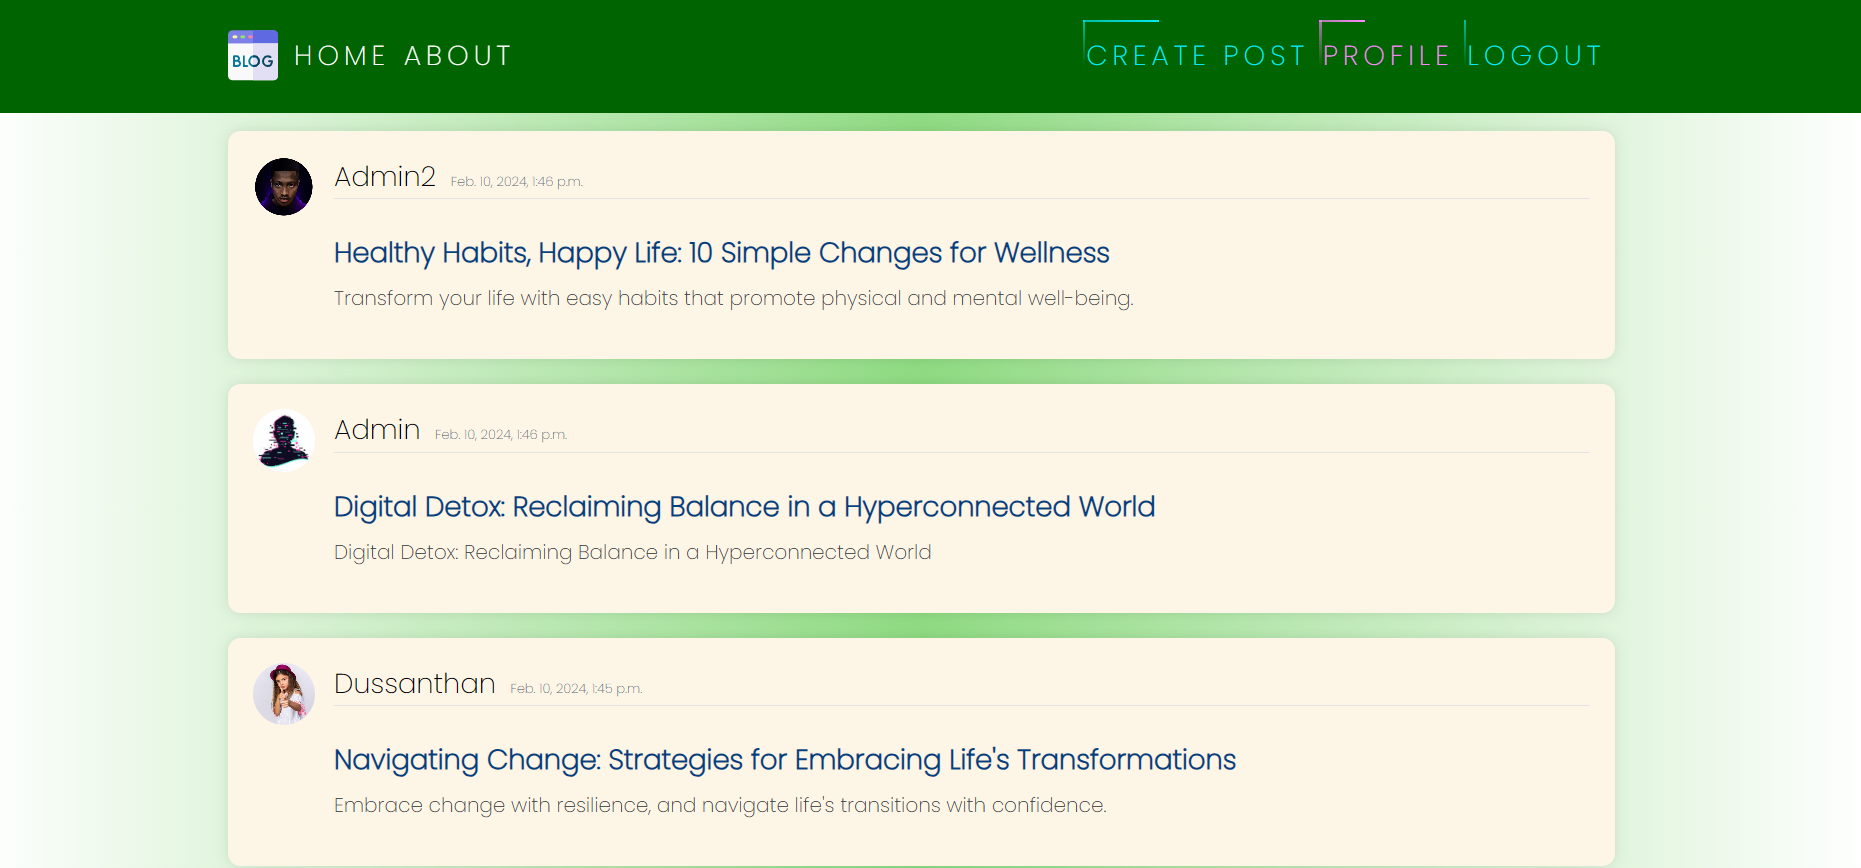 BLOG HOME ABOUT CREATE POST PROFILE LOGOUT
Admin2 Feb. 10, 2024, 1:46 p.m.
Healthy Habits, Happy Life: 10 Simple Changes for Wellness
Transform your life with easy habits that promote physical and mental well-being.
Admin Feb. 10, 2024, 1:46 p.m.
Digital Detox: Reclaiming Balance in a Hyperconnected World
Digital Detox: Reclaiming Balance in a Hyperconnected World
Dussanthan Feb. 10, 2024, 1:45 p.m.
Navigating Change: Strategies for Embracing Life's Transformations
Embrace change with resilience, and navigate life's transitions with confidence.